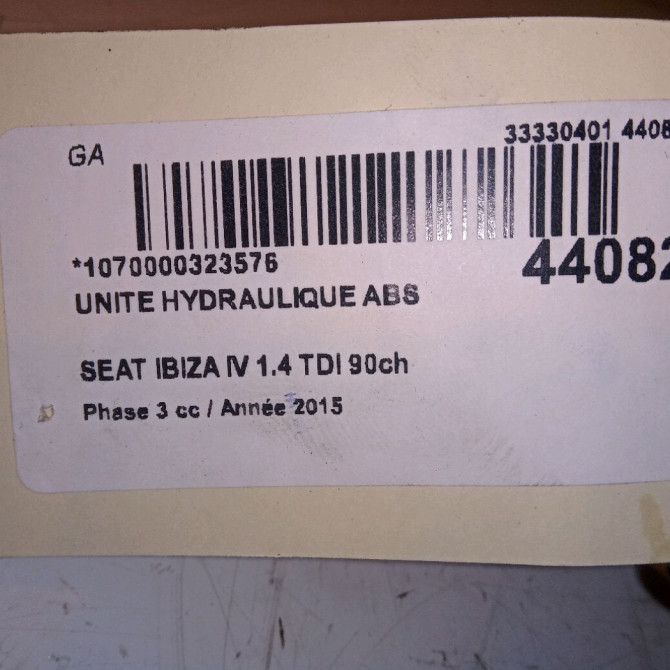 GA
33330401 4408
*1070000323576
44082
UNITE HYDRAULIQUE ABS
SEAT IBIZA IV 1.4 TDI 90ch
Phase 3 cc / Année 2015